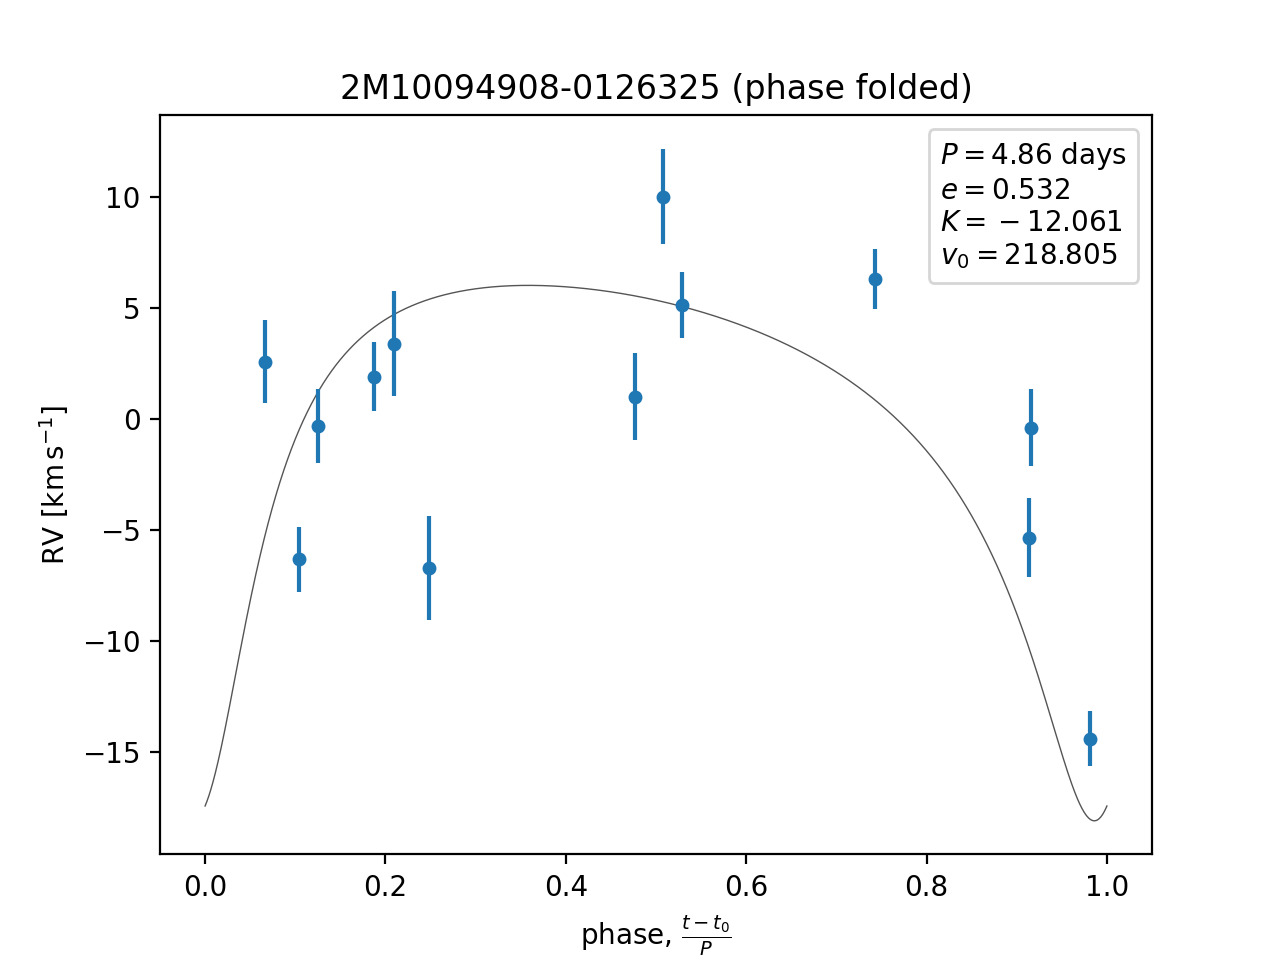 2M10094908-0126325 (phase folded)
P = 4.86 days
e = 0.532
K = −12.061
v₀ = 218.805
10
5
0
−5
−10
−15
RV [km s⁻¹]
0.0 0.2 0.4 0.6 0.8 1.0
phase, (t − t₀)/P